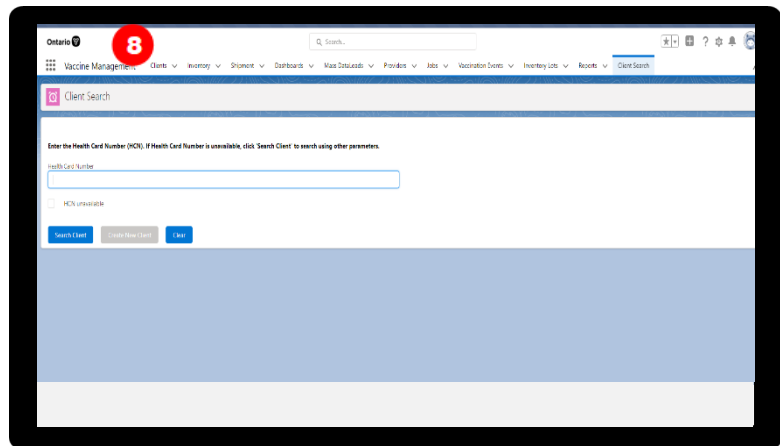 Ontario
8
Search...
Vaccine Management Clients Inventory Shipment Dashboards Mass DataLoads Providers Jobs Vaccination Events Inventory Lots Reports Client Search
Client Search
Enter the Health Card Number (HCN). If Health Card Number is unavailable, click 'Search Client' to search using other parameters.
Health Card Number
HCN unavailable
Search Client Create New Client Clear